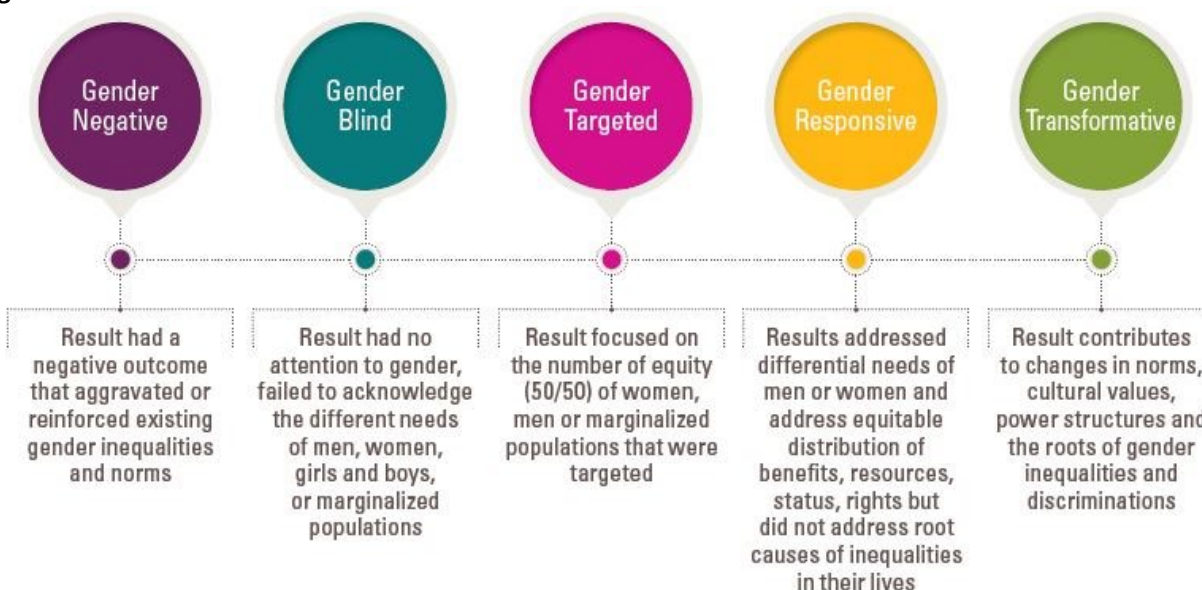 Gender
Negative
Gender
Blind
Gender
Targeted
Gender
Responsive
Gender
Transformative
Result had a
negative outcome
that aggravated or
reinforced existing
gender inequalities
and norms
Result had no
attention to gender,
failed to acknowledge
the different needs
of men, women,
girls and boys,
or marginalized
populations
Result focused on
the number of equity
(50/50) of women,
men or marginalized
populations that were
targeted
Results addressed
differential needs of
men or women and
address equitable
distribution of
benefits, resources,
status, rights but
did not address root
causes of inequalities
in their lives
Result contributes
to changes in norms,
cultural values,
power structures and
the roots of gender
inequalities and
discriminations